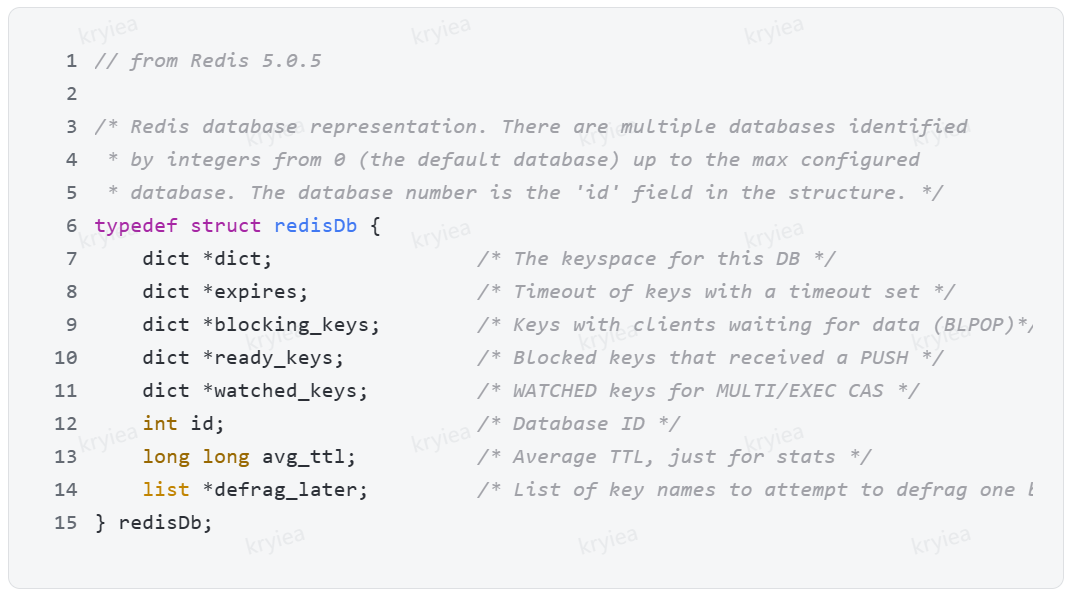 1 // from Redis 5.0.5
2
3 /* Redis database representation. There are multiple databases identified
4  * by integers from 0 (the default database) up to the max configured
5  * database. The database number is the 'id' field in the structure. */
6 typedef struct redisDb {
7     dict *dict;                 /* The keyspace for this DB */
8     dict *expires;              /* Timeout of keys with a timeout set */
9     dict *blocking_keys;        /* Keys with clients waiting for data (BLPOP)*/
10     dict *ready_keys;           /* Blocked keys that received a PUSH */
11     dict *watched_keys;         /* WATCHED keys for MULTI/EXEC CAS */
12     int id;                     /* Database ID */
13     long long avg_ttl;          /* Average TTL, just for stats */
14     list *defrag_later;         /* List of key names to attempt to defrag one
15 } redisDb;
kryiea kryiea kryiea
kryiea kryiea kryiea
kryiea kryiea kryiea
kryiea kryiea kryiea
kryiea kryiea kryiea
kryiea kryiea kryiea